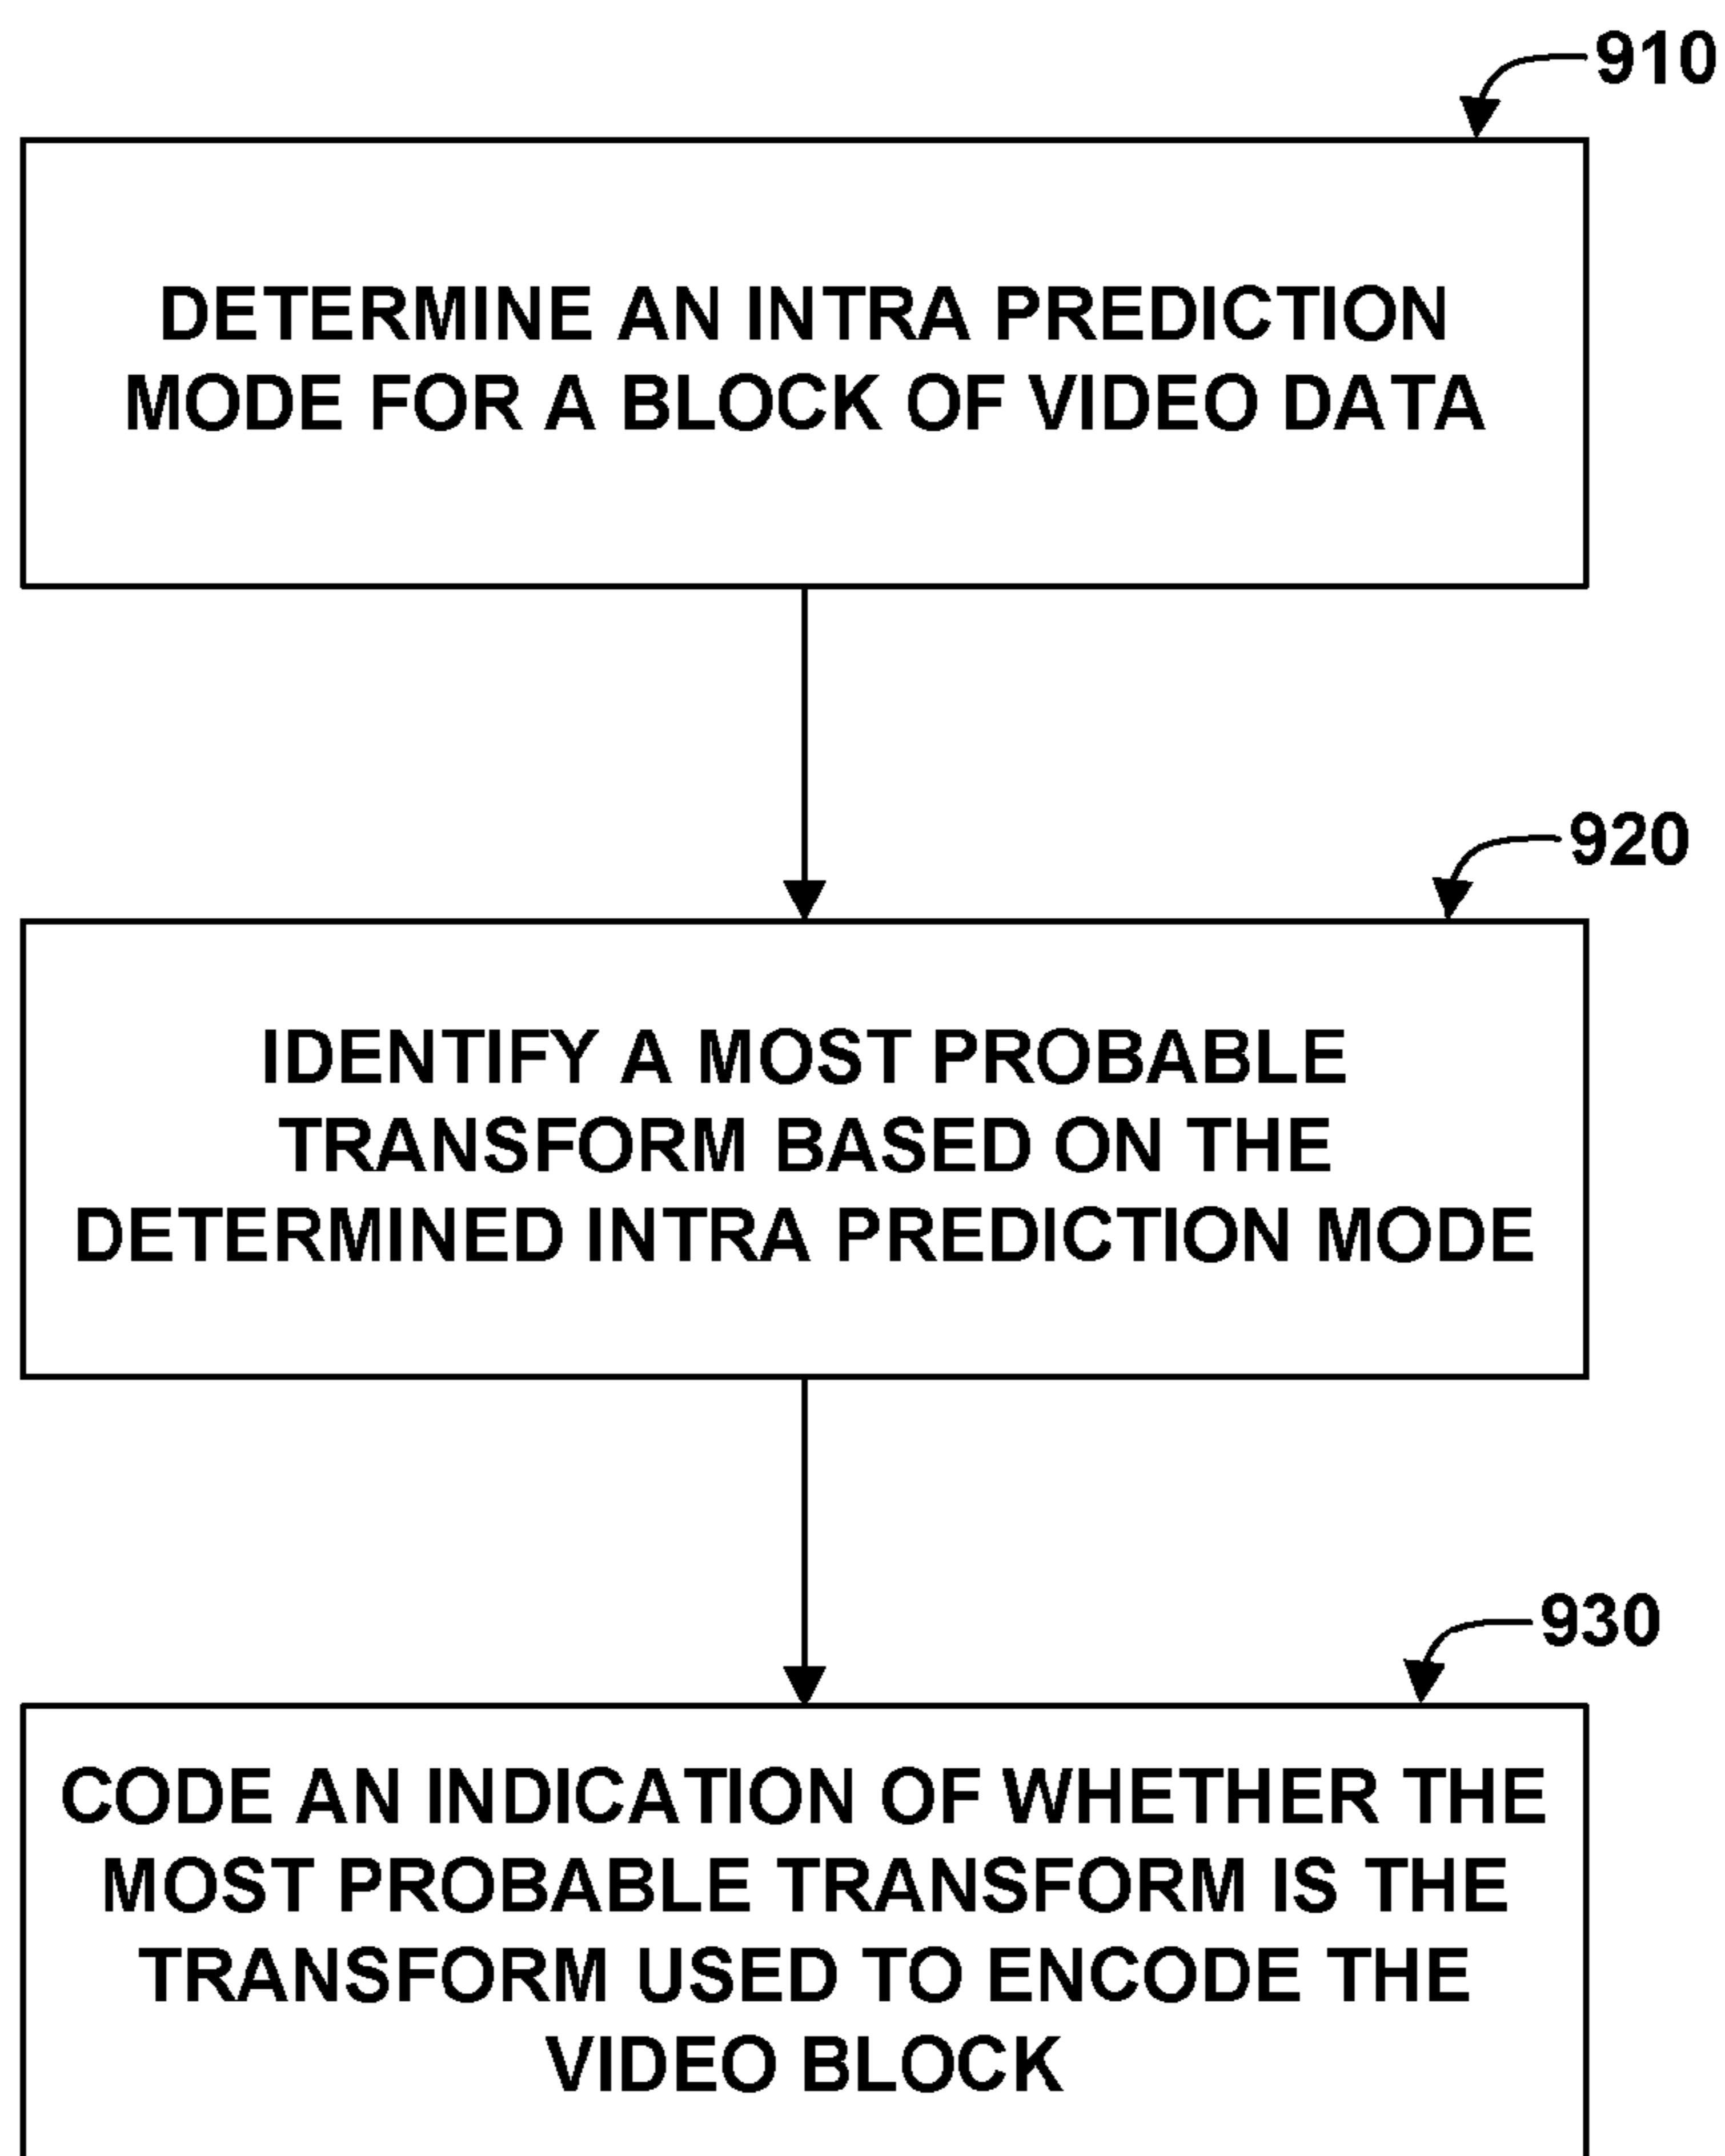 910
DETERMINE AN INTRA PREDICTION
MODE FOR A BLOCK OF VIDEO DATA
920
IDENTIFY A MOST PROBABLE
TRANSFORM BASED ON THE
DETERMINED INTRA PREDICTION MODE
930
CODE AN INDICATION OF WHETHER THE
MOST PROBABLE TRANSFORM IS THE
TRANSFORM USED TO ENCODE THE
VIDEO BLOCK